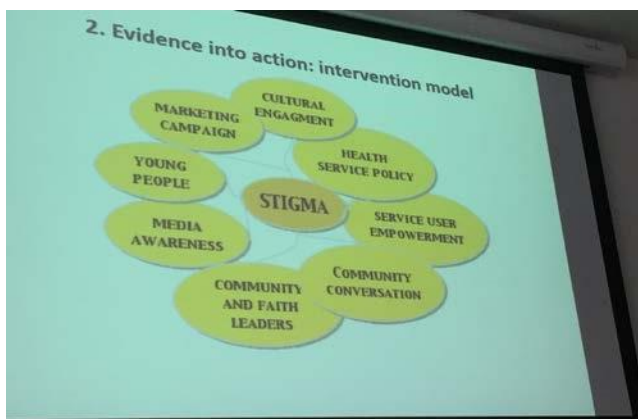 2. Evidence into action: intervention model
CULTURAL
ENGAGMENT
MARKETING
CAMPAIGN
HEALTH
SERVICE POLICY
YOUNG
PEOPLE
STIGMA
SERVICE USER
EMPOWERMENT
MEDIA
AWARENESS
COMMUNITY
CONVERSATION
COMMUNITY
AND FAITH
LEADERS